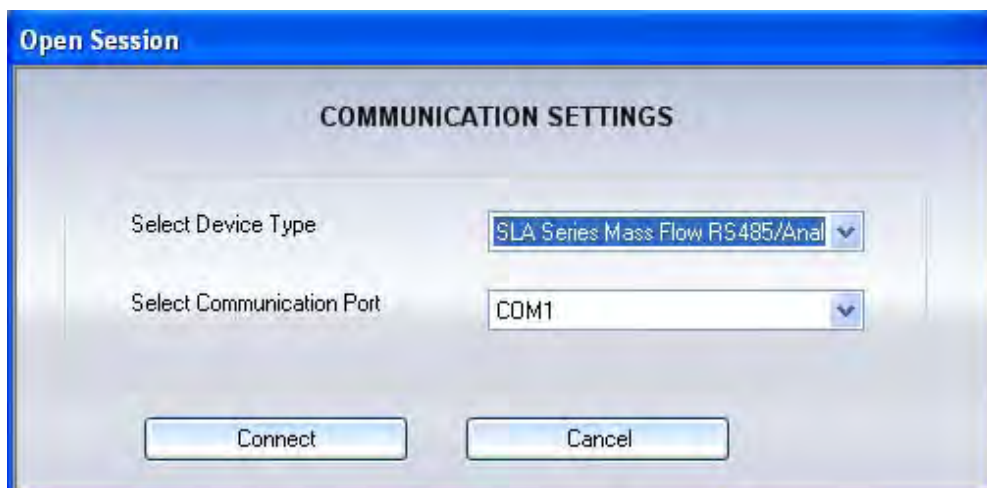 Open Session
COMMUNICATION SETTINGS
Select Device Type
SLA Series Mass Flow RS485/Anal
Select Communication Port
COM1
Connect
Cancel